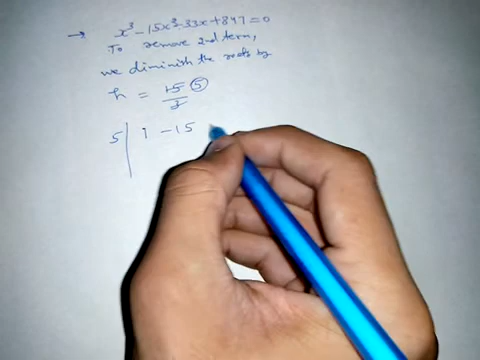 → x³ - 15x² - 33x + 847 = 0
To remove 2nd term,
we diminish the roots by
h = 15/3 5
5 | 1 - 15